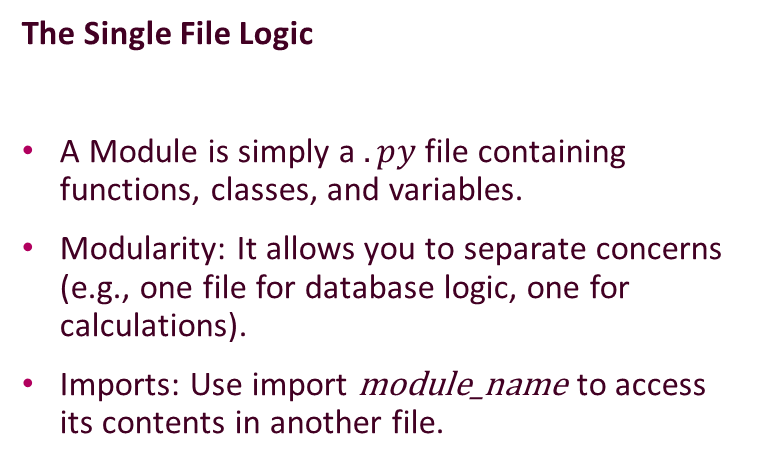 The Single File Logic
• A Module is simply a .py file containing
functions, classes, and variables.
• Modularity: It allows you to separate concerns
(e.g., one file for database logic, one for
calculations).
• Imports: Use import module_name to access
its contents in another file.